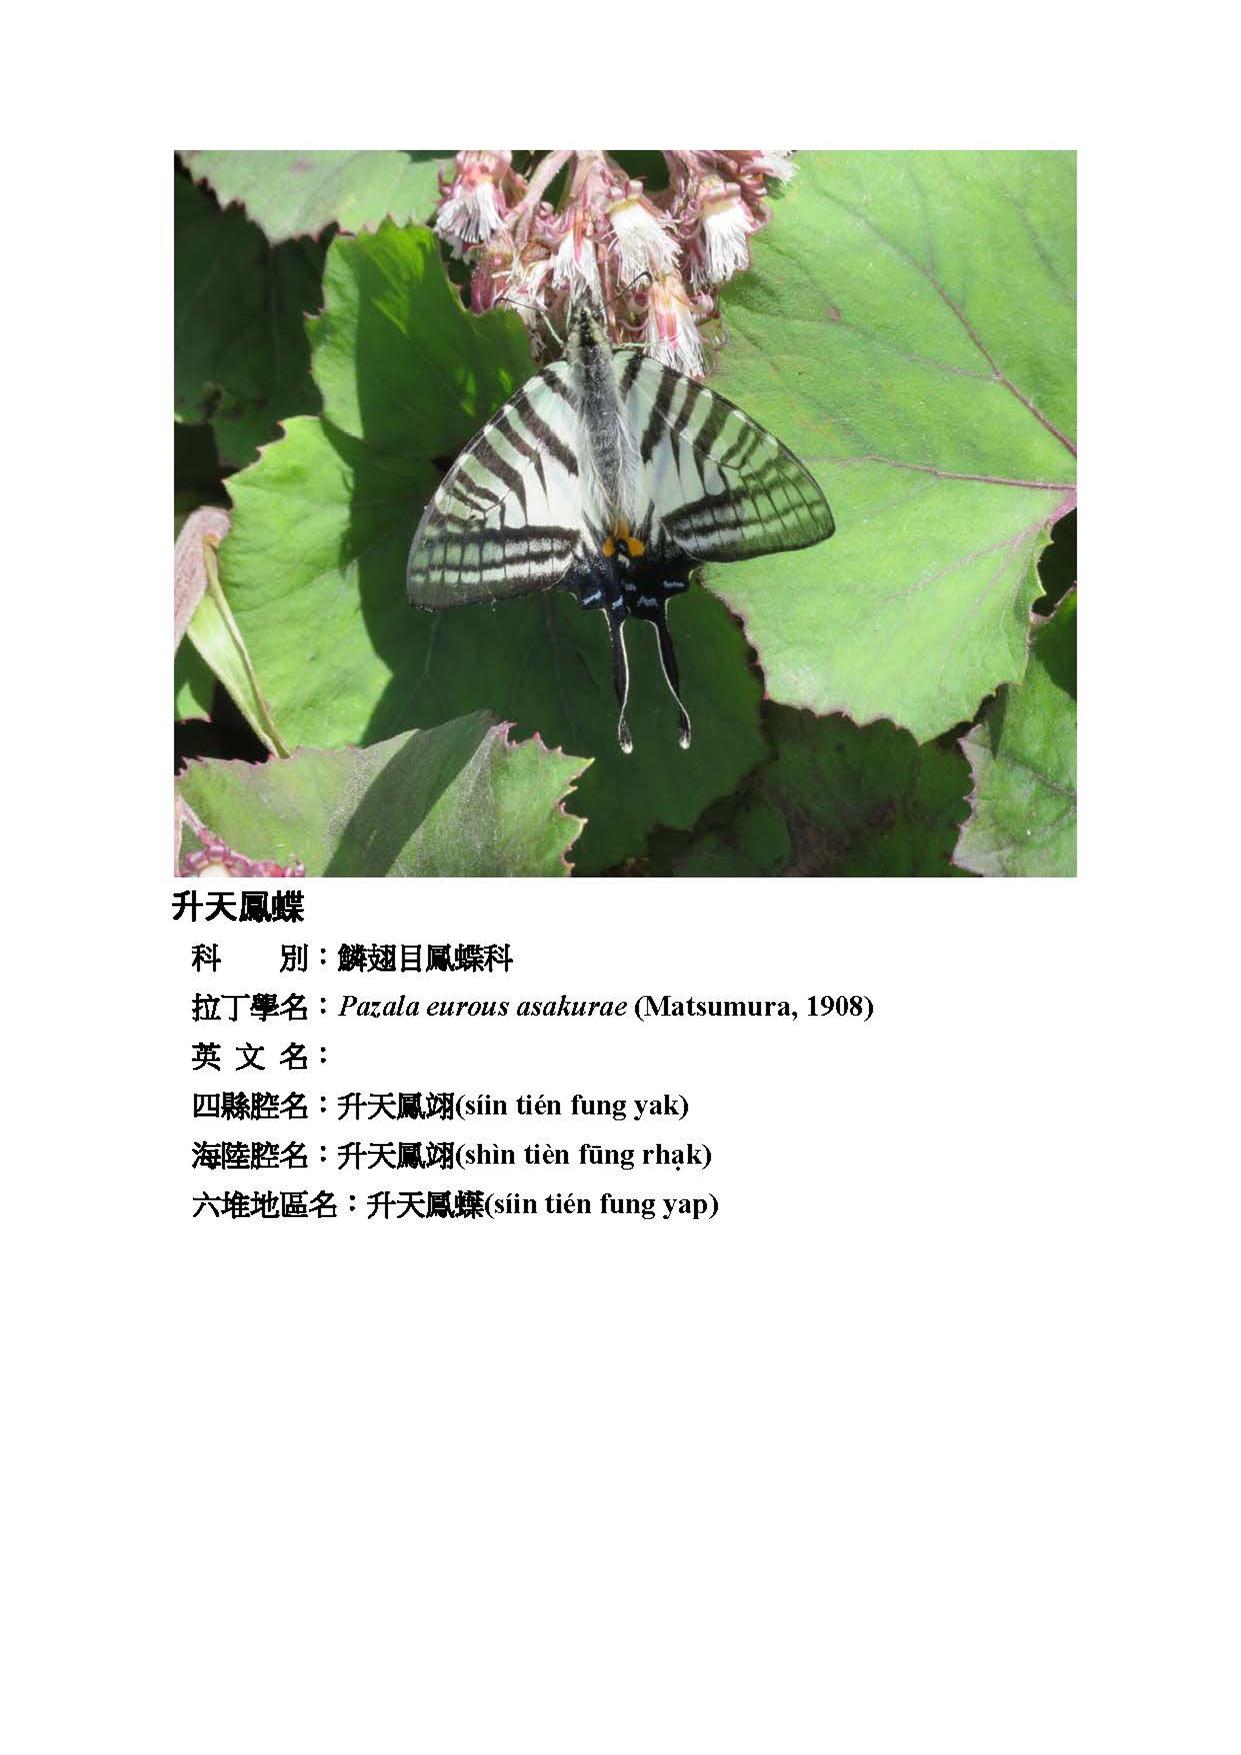 升天鳳蝶
科　　別：鱗翅目鳳蝶科
拉丁學名：Pazala eurous asakurae (Matsumura, 1908)
英 文 名：
四縣腔名：升天鳳翊(síin tién fung yak)
海陸腔名：升天鳳翊(shìn tièn fūng rha̩k)
六堆地區名：升天鳳蝶(síin tién fung yap)